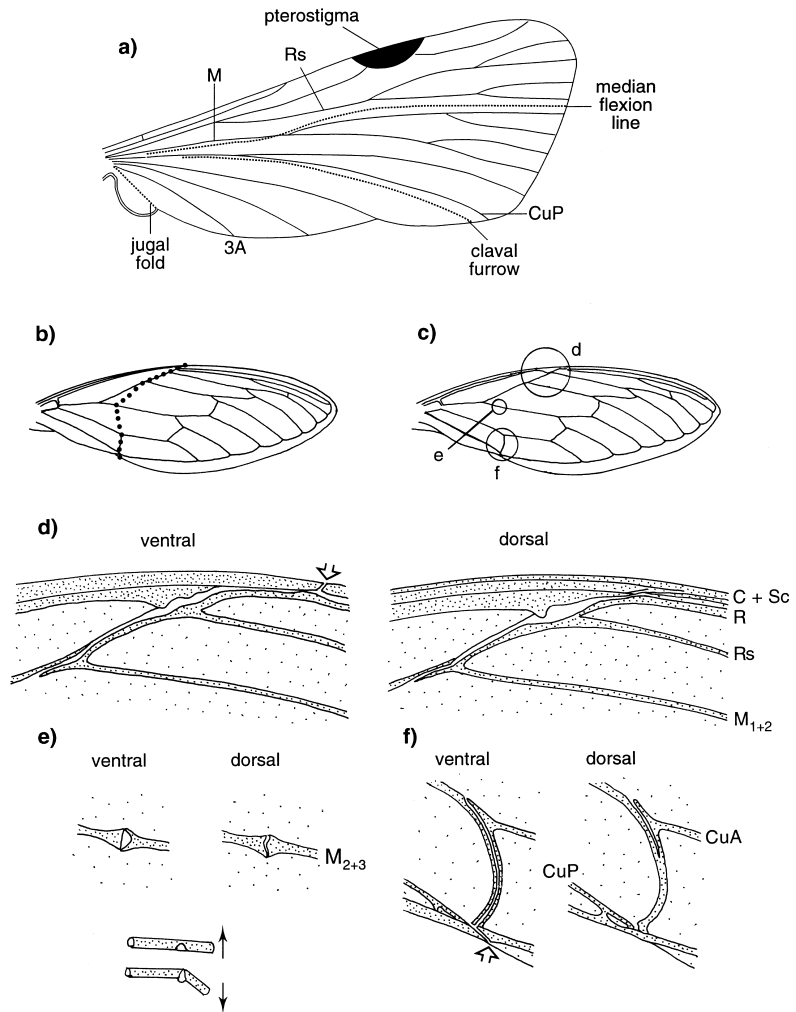 pterostigma
a)
Rs
M
median
flexion
line
CuP
jugal
fold
3A
claval
furrow
b)
c)
d
e
f
d)
ventral
dorsal
C + Sc
R
Rs
M1+2
e)
f)
ventral
dorsal
ventral
dorsal
M2+3
CuA
CuP